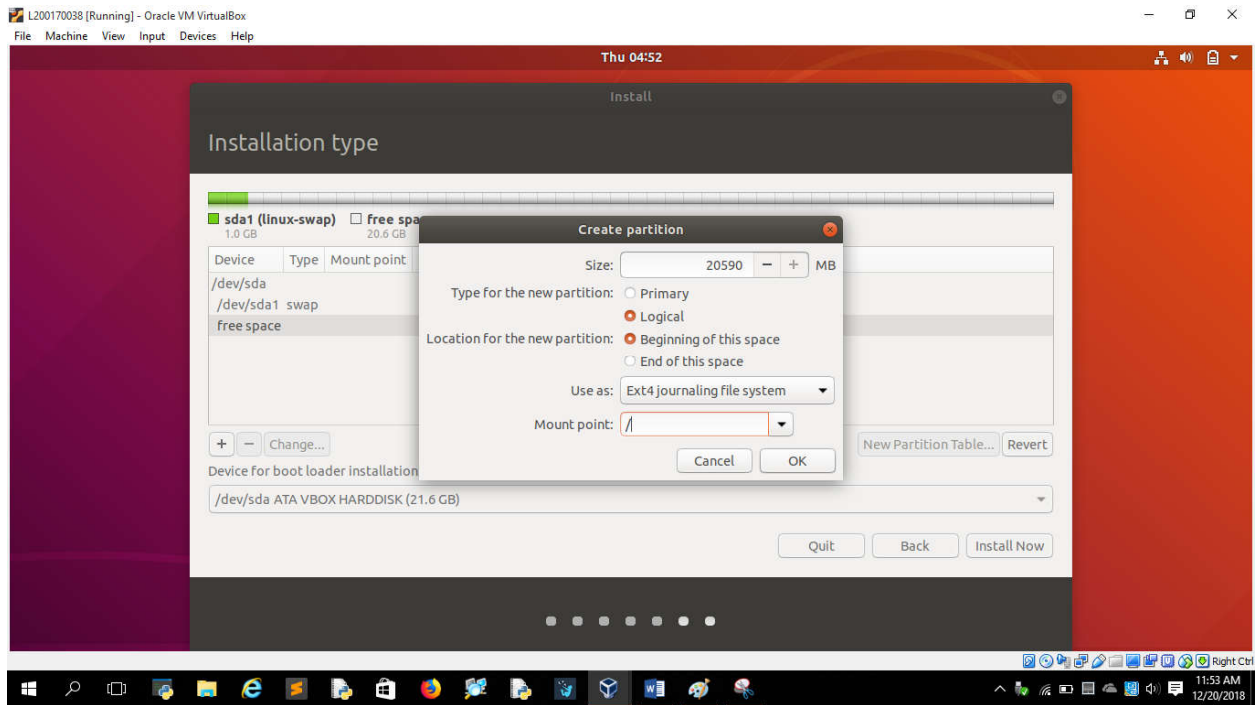 L200170038 [Running] - Oracle VM VirtualBox
File Machine View Input Devices Help
Thu 04:52
Install
Installation type
sda1 (linux-swap) free spa
1.0 GB 20.6 GB
Device Type Mount point
/dev/sda
/dev/sda1 swap
free space
Create partition
Size: 20590 − + MB
Type for the new partition: Primary
Logical
Location for the new partition: Beginning of this space
End of this space
Use as: Ext4 journaling file system
Mount point: /
Cancel OK
+ − Change... New Partition Table... Revert
Device for boot loader installation
/dev/sda ATA VBOX HARDDISK (21.6 GB)
Quit Back Install Now
Right Ctrl
11:53 AM
12/20/2018